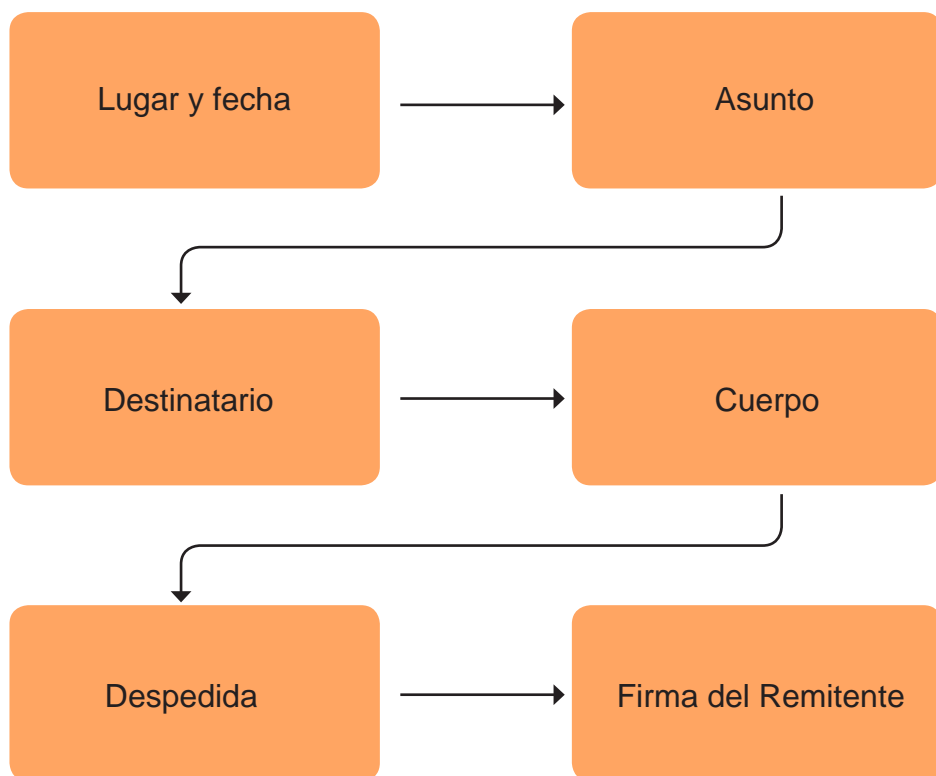 Lugar y fecha
Asunto
Destinatario
Cuerpo
Despedida
Firma del Remitente